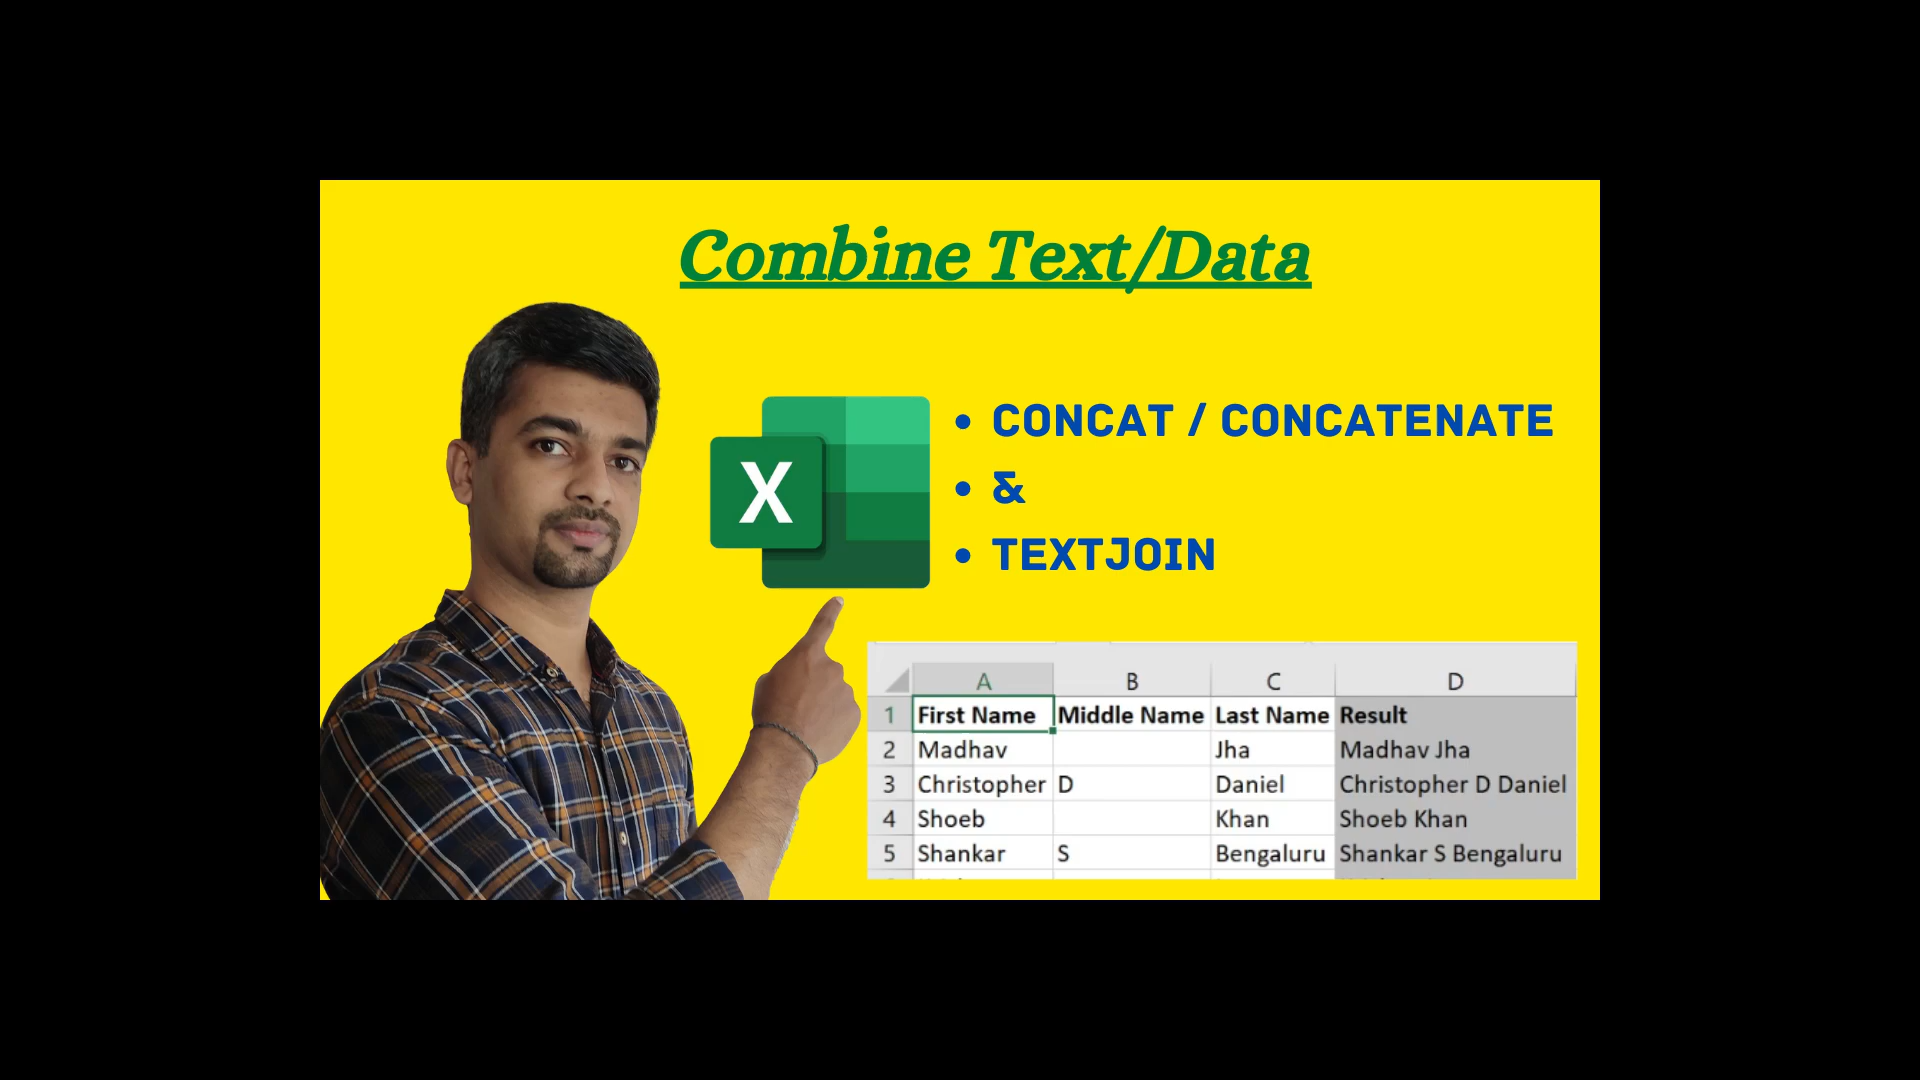 Combine Text/Data
• CONCAT / CONCATENATE
• &
• TEXTJOIN
X
A B C D
1 First Name Middle Name Last Name Result
2 Madhav Jha Madhav Jha
3 Christopher D Daniel Christopher D Daniel
4 Shoeb Khan Shoeb Khan
5 Shankar S Bengaluru Shankar S Bengaluru